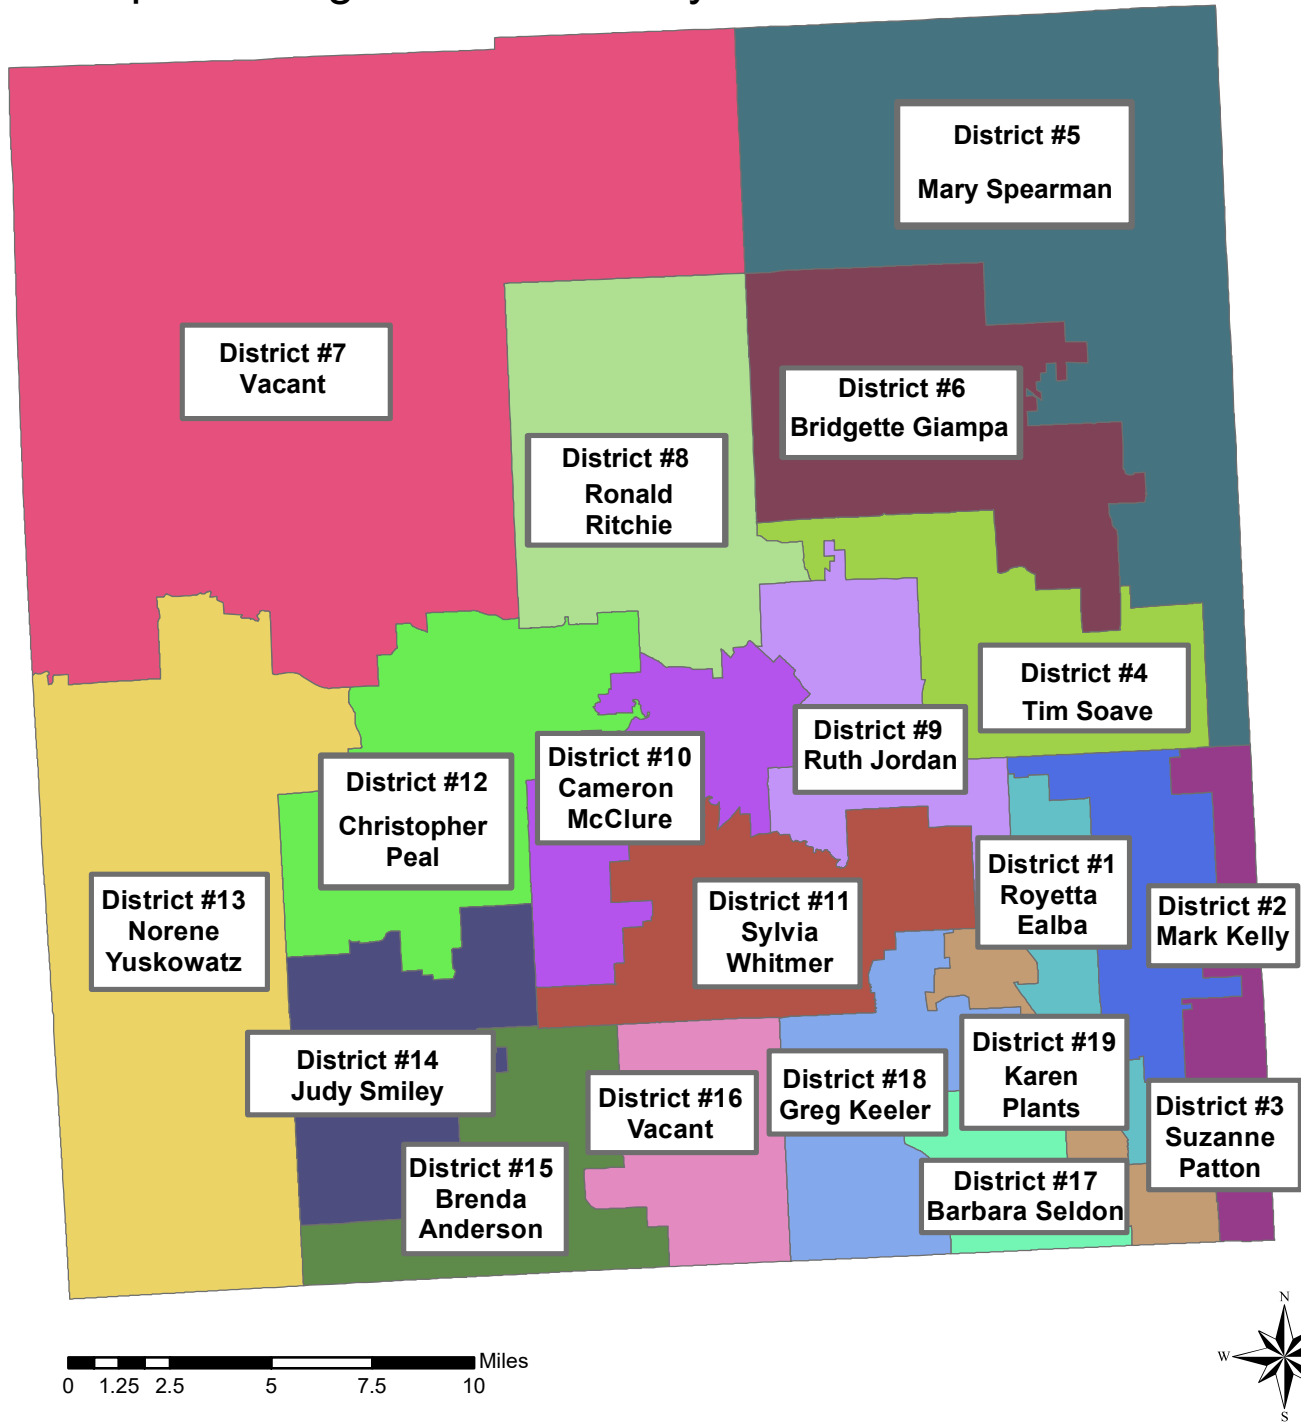 District #5
Mary Spearman
District #7
Vacant
District #6
Bridgette Giampa
District #8
Ronald
Ritchie
District #4
Tim Soave
District #9
Ruth Jordan
District #10
Cameron
McClure
District #12
Christopher
Peal
District #1
Royetta
Ealba
District #2
Mark Kelly
District #11
Sylvia
Whitmer
District #13
Norene
Yuskowatz
District #19
Karen
Plants
District #14
Judy Smiley
District #18
Greg Keeler
District #16
Vacant
District #3
Suzanne
Patton
District #15
Brenda
Anderson
District #17
Barbara Seldon
Miles
0 1.25 2.5 5 7.5 10
N
W
S